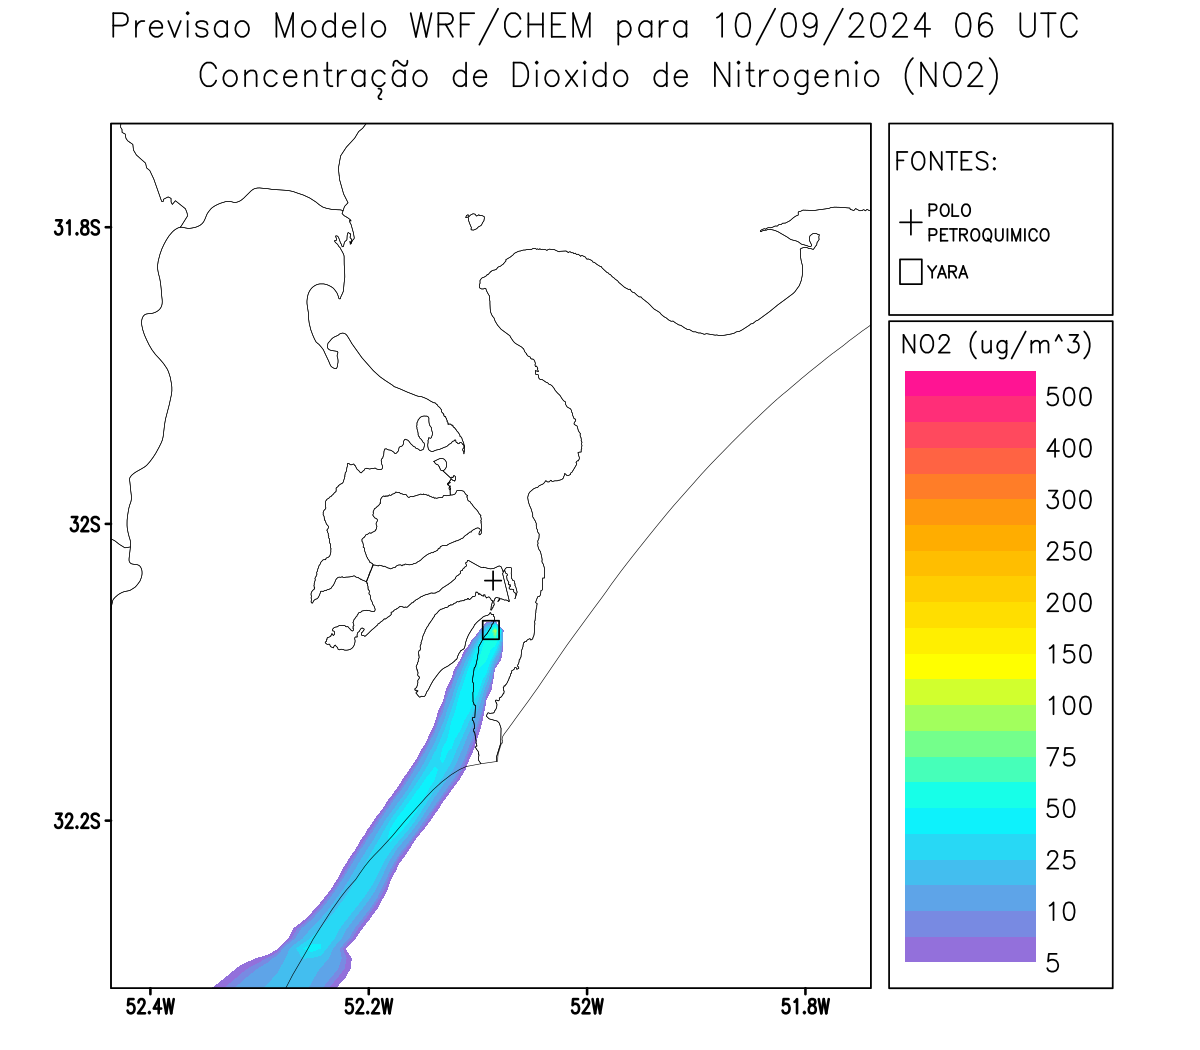 Previsao Modelo WRF/CHEM para 10/09/2024 06 UTC
Concentração de Dioxido de Nitrogenio (NO2)
FONTES:
POLO
PETROQUIMICO
YARA
NO2 (ug/m^3)
500
400
300
250
200
150
100
75
50
25
10
5
31.8S
32S
32.2S
52.4W
52.2W
52W
51.8W